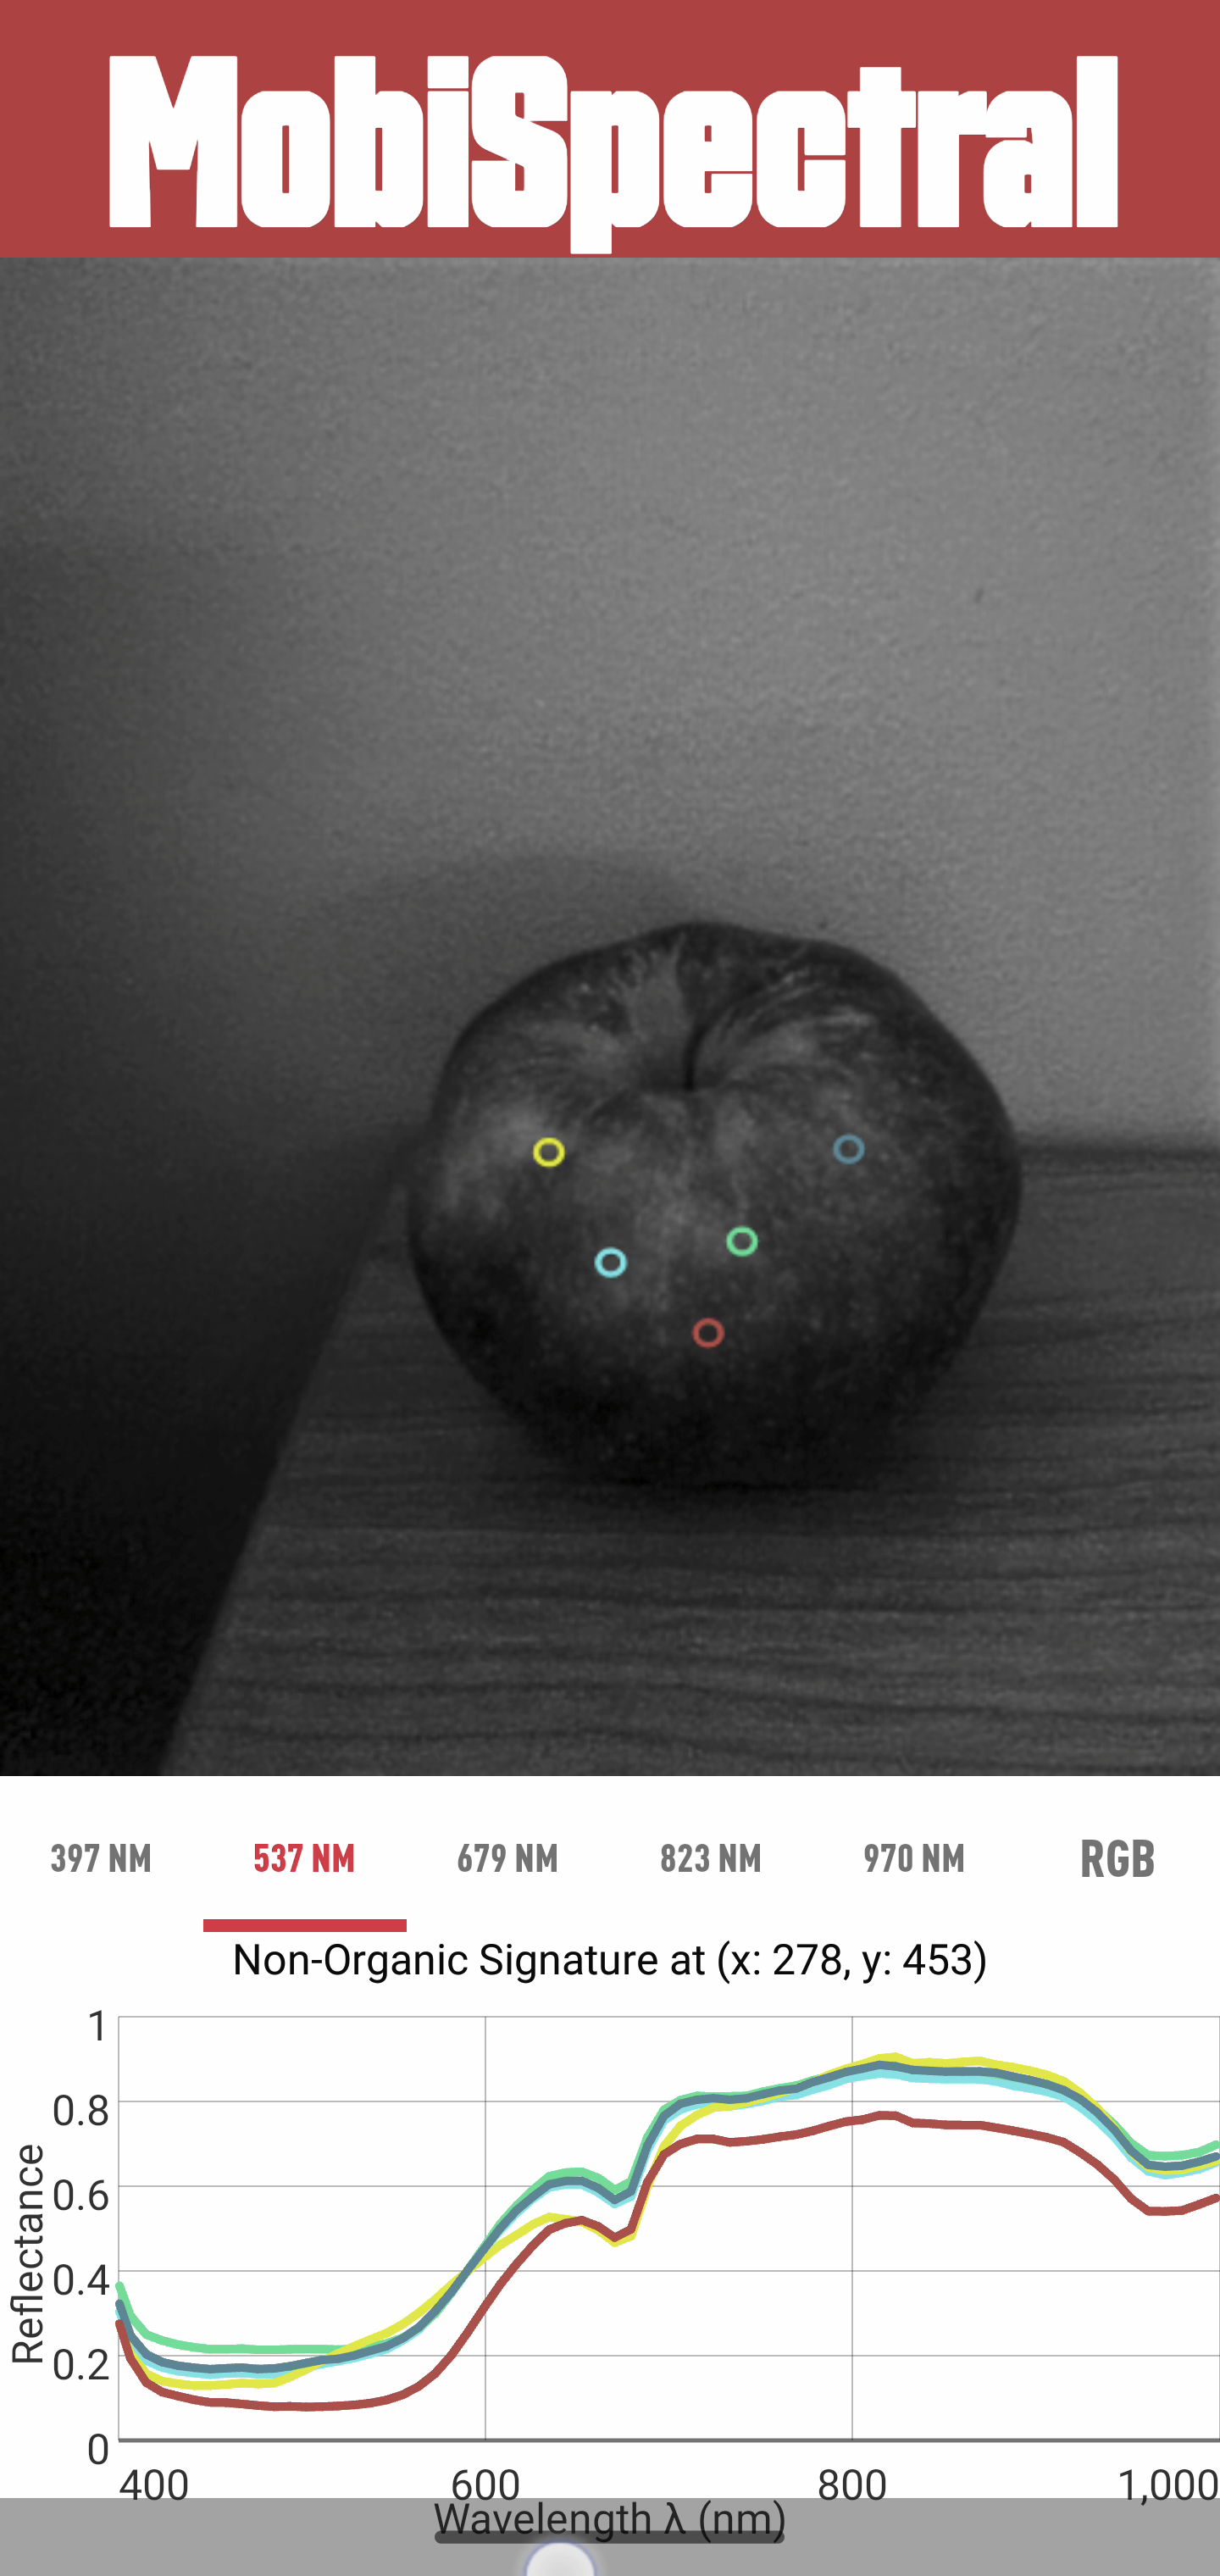 MobiSpectral
397 NM 537 NM 679 NM 823 NM 970 NM RGB
Non-Organic Signature at (x: 278, y: 453)
1
0.8
0.6
0.4
0.2
0
Reflectance
400 600 800 1,000
Wavelength λ (nm)